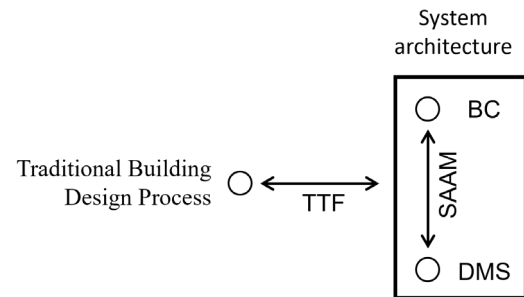 System
architecture
BC
Traditional Building
Design Process
TTF
SAAM
DMS